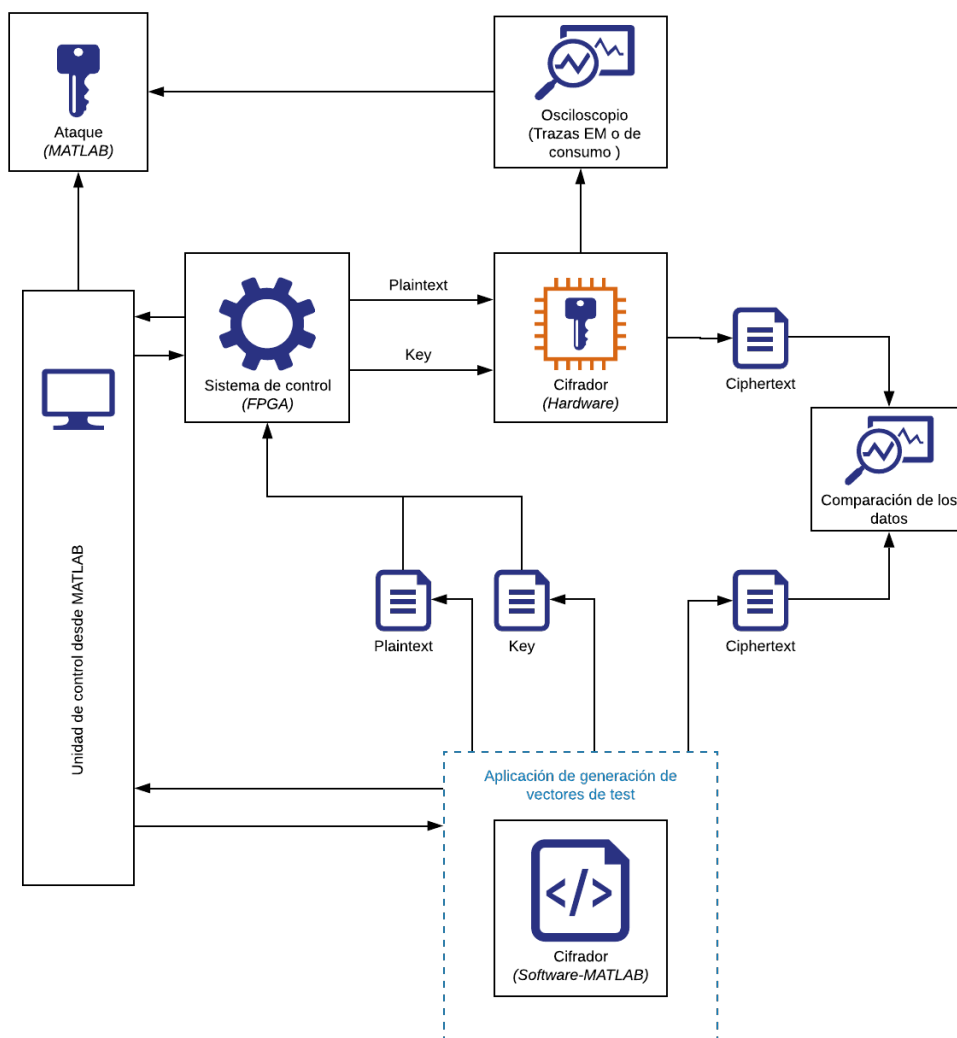 Ataque
(MATLAB)
Osciloscopio
(Trazas EM o de
consumo )
Plaintext
Key
Sistema de control
(FPGA)
Cifrador
(Hardware)
Ciphertext
Comparación de los
datos
Unidad de control desde MATLAB
Plaintext
Key
Ciphertext
Aplicación de generación de
vectores de test
</>
Cifrador
(Software-MATLAB)